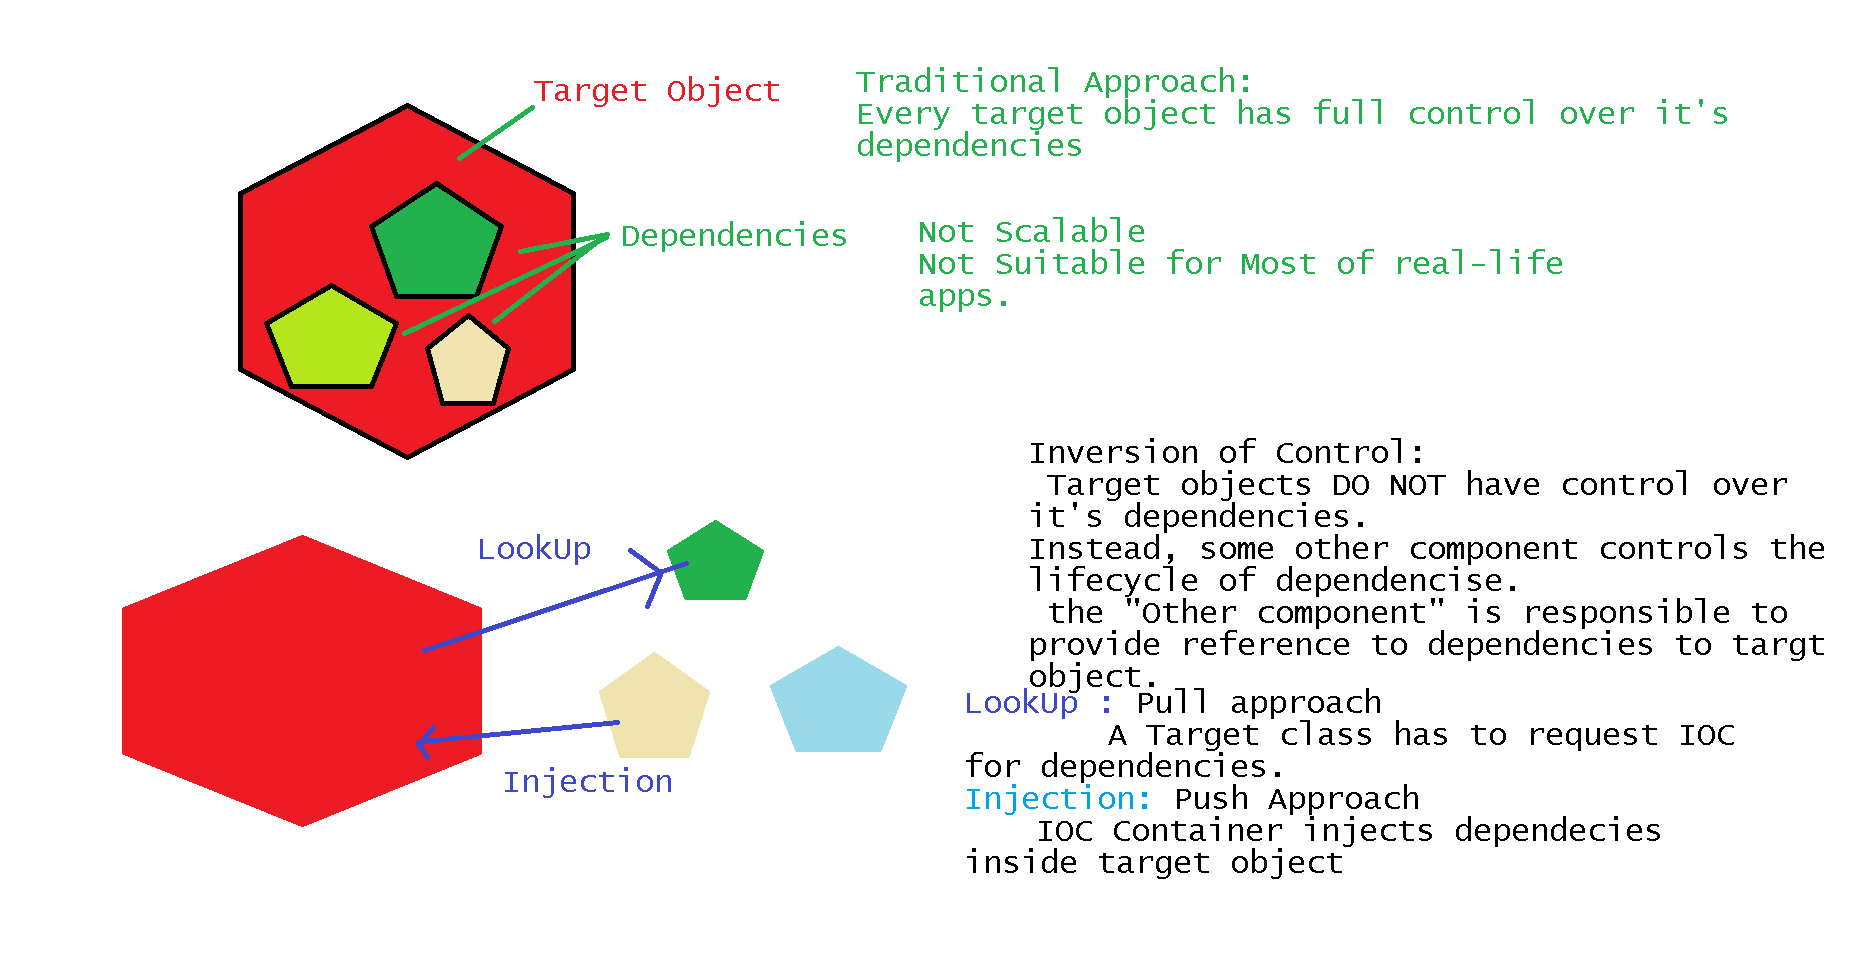 Target Object
Traditional Approach:
Every target object has full control over it's
dependencies
Dependencies
Not Scalable
Not Suitable for Most of real-life
apps.
Inversion of Control:
Target objects DO NOT have control over
it's dependencies.
Instead, some other component controls the
lifecycle of dependencise.
the "Other component" is responsible to
provide reference to dependencies to targt
object.
LookUp
Injection
LookUp : Pull approach
A Target class has to request IOC
for dependencies.
Injection: Push Approach
IOC Container injects dependecies
inside target object